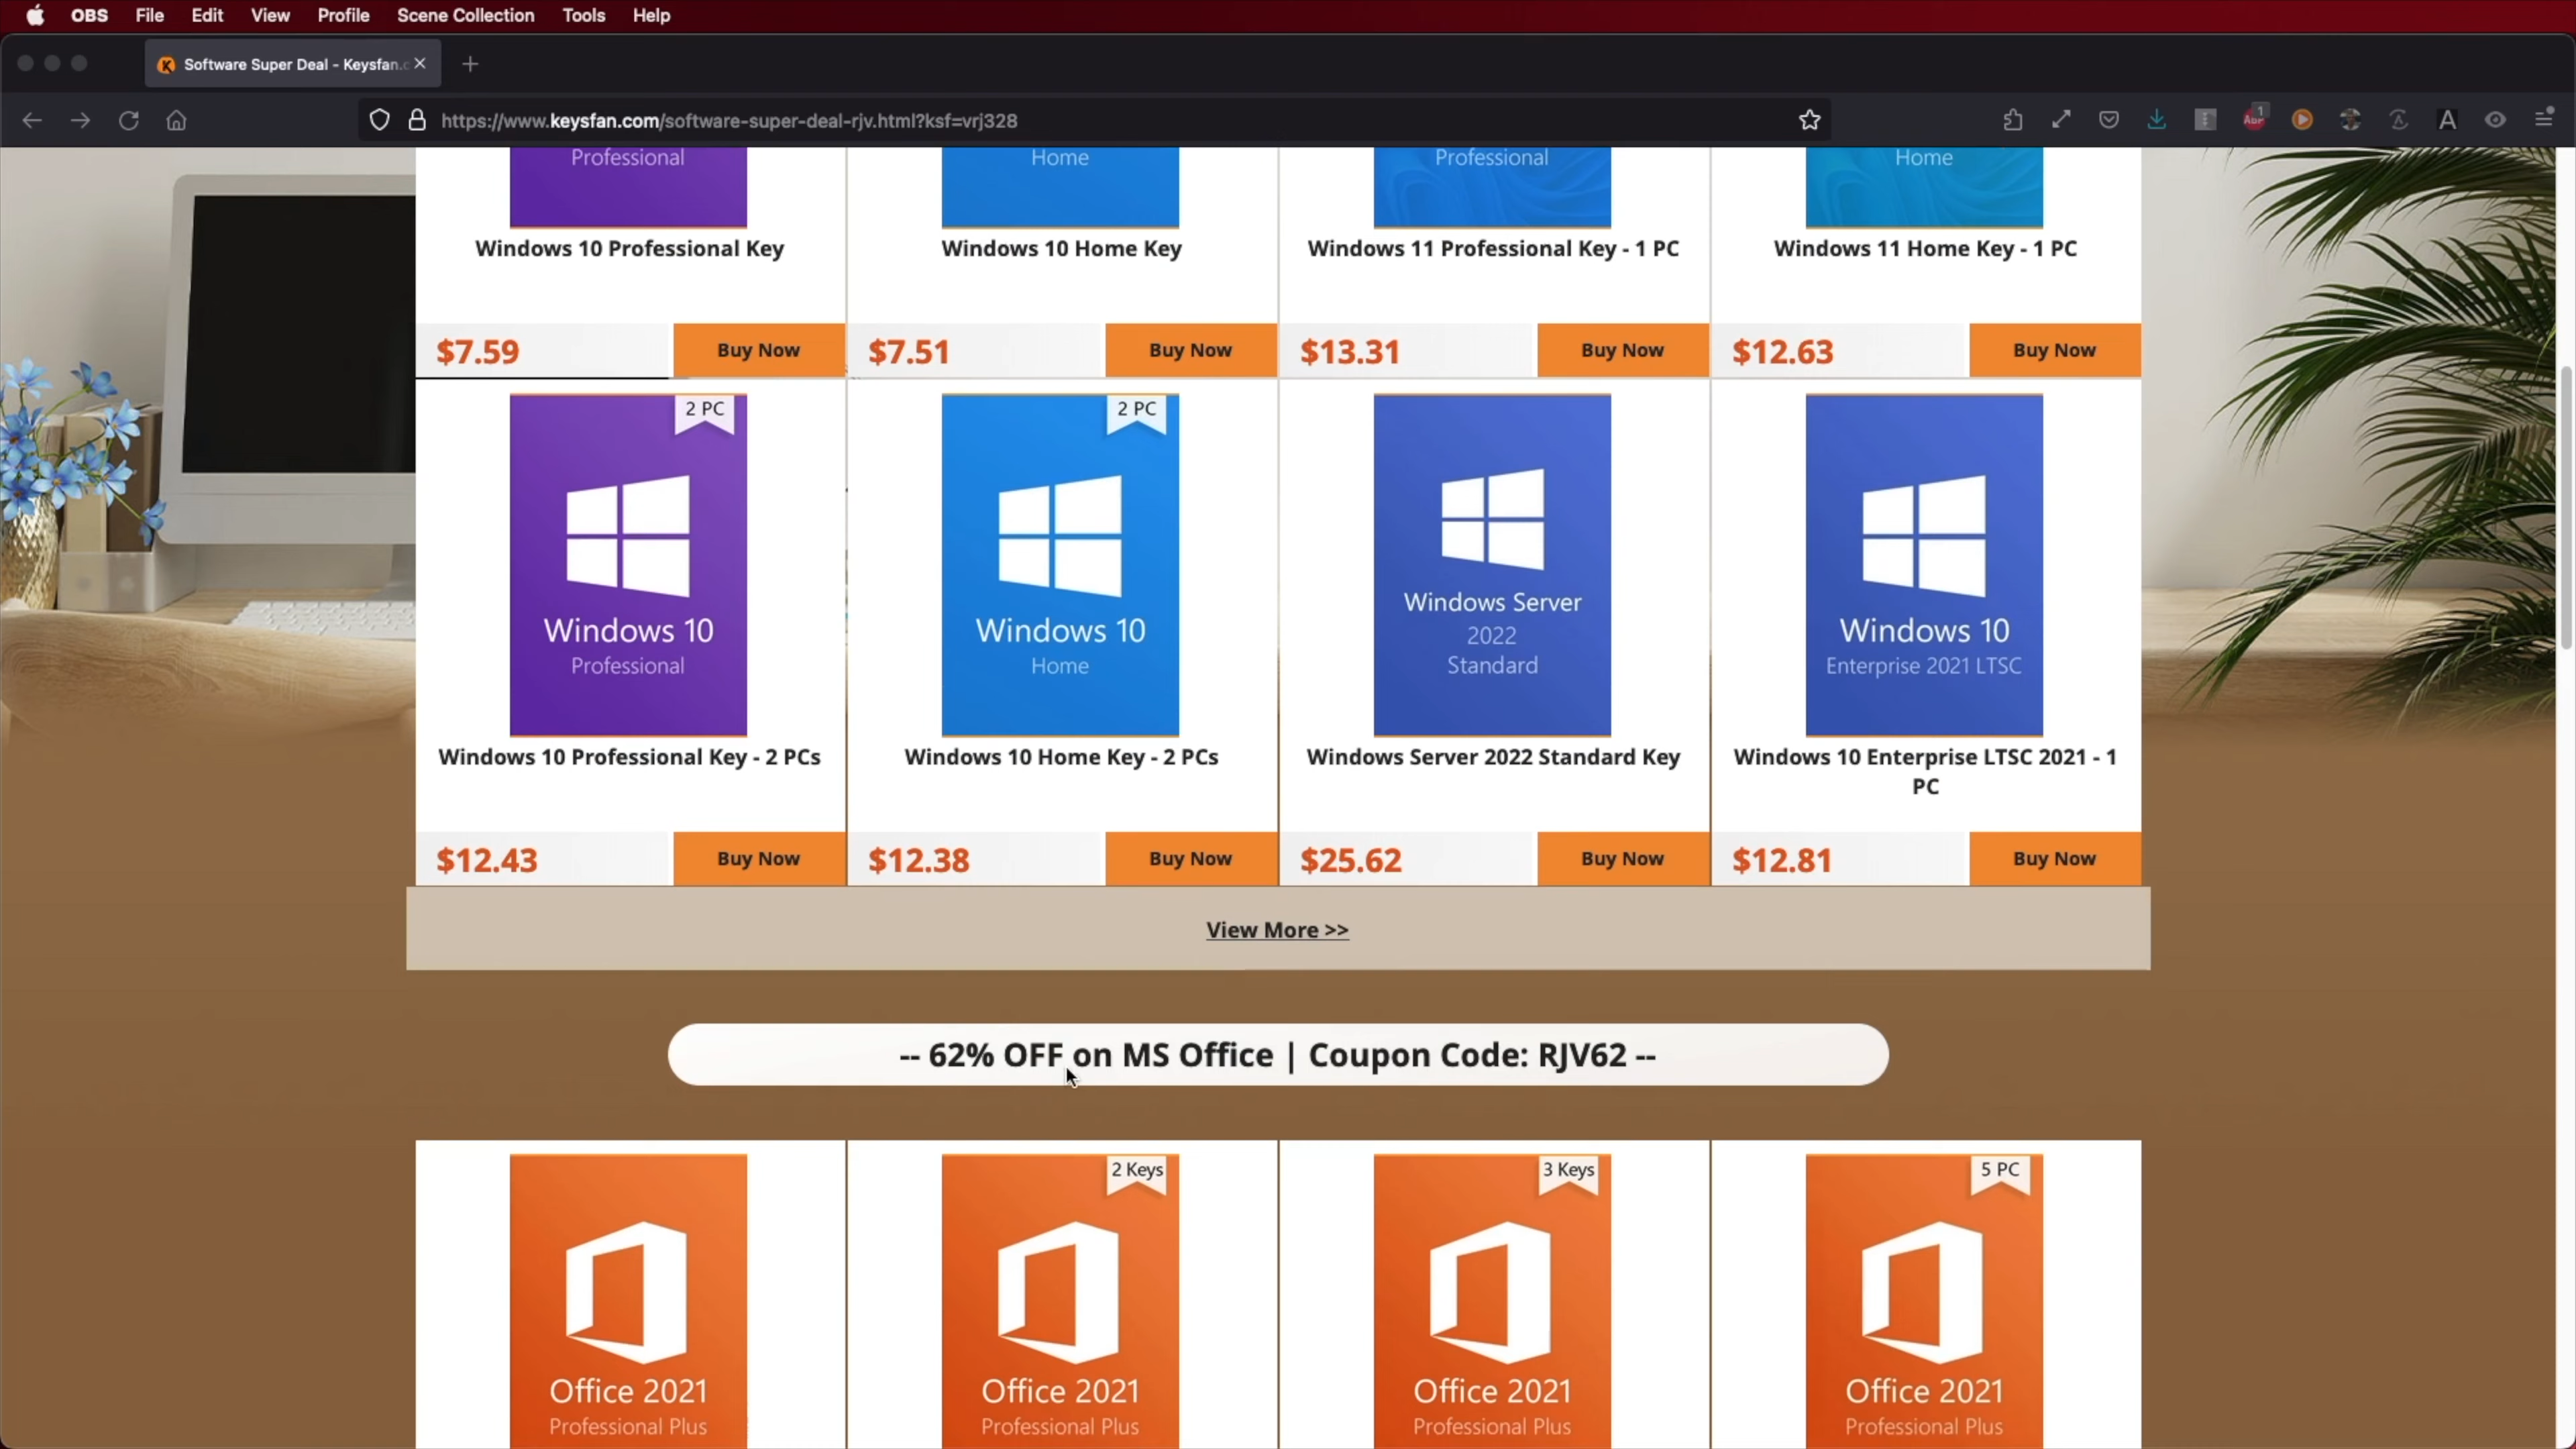 OBS File Edit View Profile Scene Collection Tools Help
Software Super Deal - Keysfan.c
https://www.keysfan.com/software-super-deal-rjv.html?ksf=vrj328
1
ABP
A
Professional
Home
Professional
Home
Windows 10 Professional Key
Windows 10 Home Key
Windows 11 Professional Key - 1 PC
Windows 11 Home Key - 1 PC
$7.59 Buy Now
$7.51 Buy Now
$13.31 Buy Now
$12.63 Buy Now
2 PC
Windows 10
Professional
2 PC
Windows 10
Home
Windows Server
2022
Standard
Windows 10
Enterprise 2021 LTSC
Windows 10 Professional Key - 2 PCs
Windows 10 Home Key - 2 PCs
Windows Server 2022 Standard Key
Windows 10 Enterprise LTSC 2021 - 1
PC
$12.43 Buy Now
$12.38 Buy Now
$25.62 Buy Now
$12.81 Buy Now
View More >>
-- 62% OFF on MS Office | Coupon Code: RJV62 --
Office 2021
Professional Plus
2 Keys
Office 2021
Professional Plus
3 Keys
Office 2021
Professional Plus
5 PC
Office 2021
Professional Plus